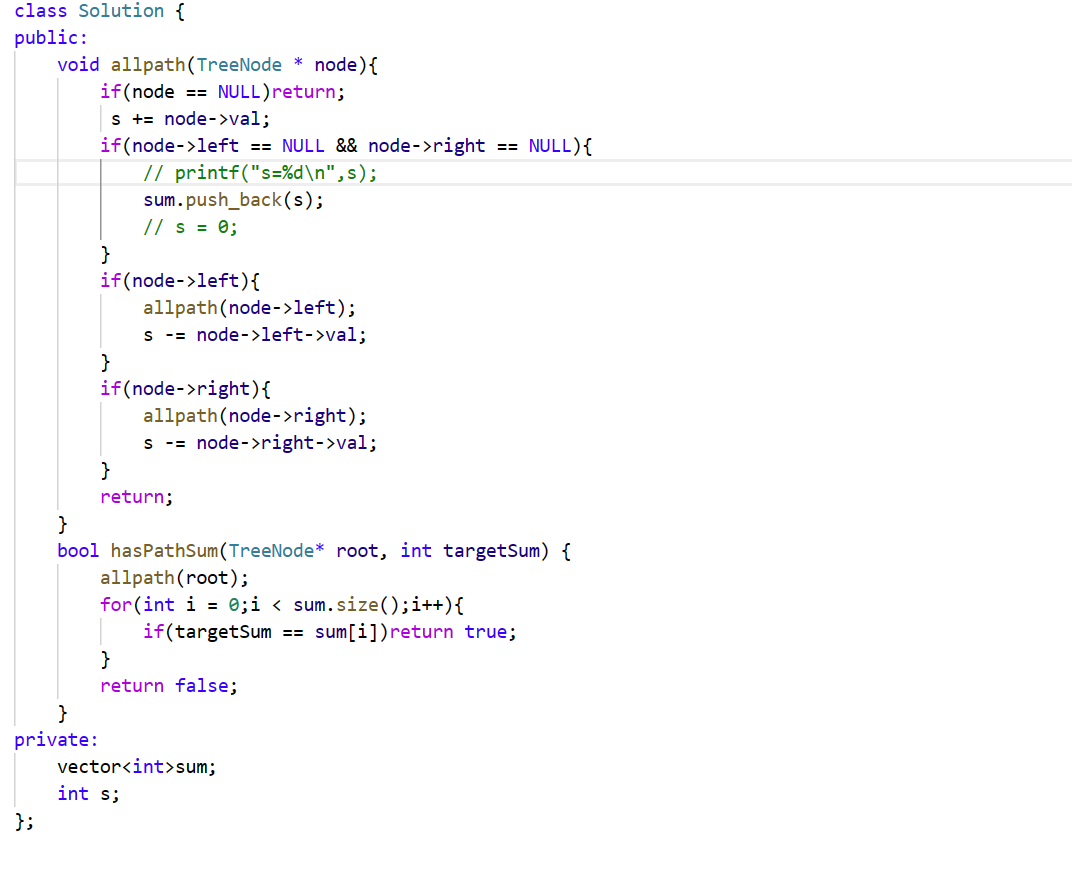 class Solution {
public:
    void allpath(TreeNode * node){
        if(node == NULL)return;
         s += node->val;
        if(node->left == NULL && node->right == NULL){
            // printf("s=%d\n",s);
            sum.push_back(s);
            // s = 0;
        }
        if(node->left){
            allpath(node->left);
            s -= node->left->val;
        }
        if(node->right){
            allpath(node->right);
            s -= node->right->val;
        }
        return;
    }
    bool hasPathSum(TreeNode* root, int targetSum) {
        allpath(root);
        for(int i = 0;i < sum.size();i++){
            if(targetSum == sum[i])return true;
        }
        return false;
    }
private:
    vector<int>sum;
    int s;
};